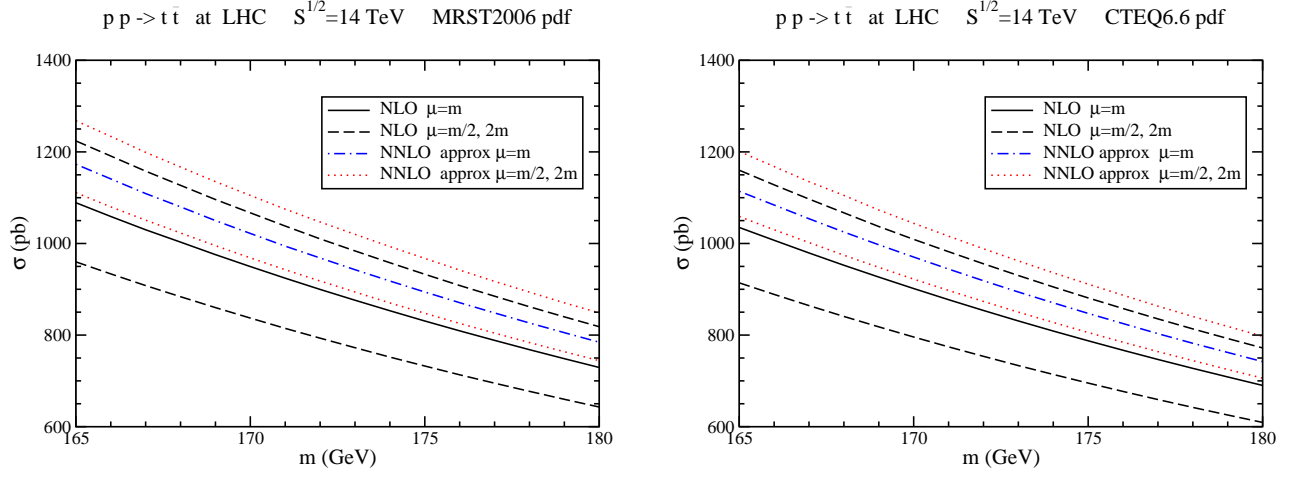 p p -> t t̄ at LHC S^1/2=14 TeV MRST2006 pdf
1400
1200
1000
800
600
σ (pb)
NLO μ=m
NLO μ=m/2, 2m
NNLO approx μ=m
NNLO approx μ=m/2, 2m
165
170
175
180
m (GeV)
p p -> t t̄ at LHC S^1/2=14 TeV CTEQ6.6 pdf
1400
1200
1000
800
600
σ (pb)
NLO μ=m
NLO μ=m/2, 2m
NNLO approx μ=m
NNLO approx μ=m/2, 2m
165
170
175
180
m (GeV)